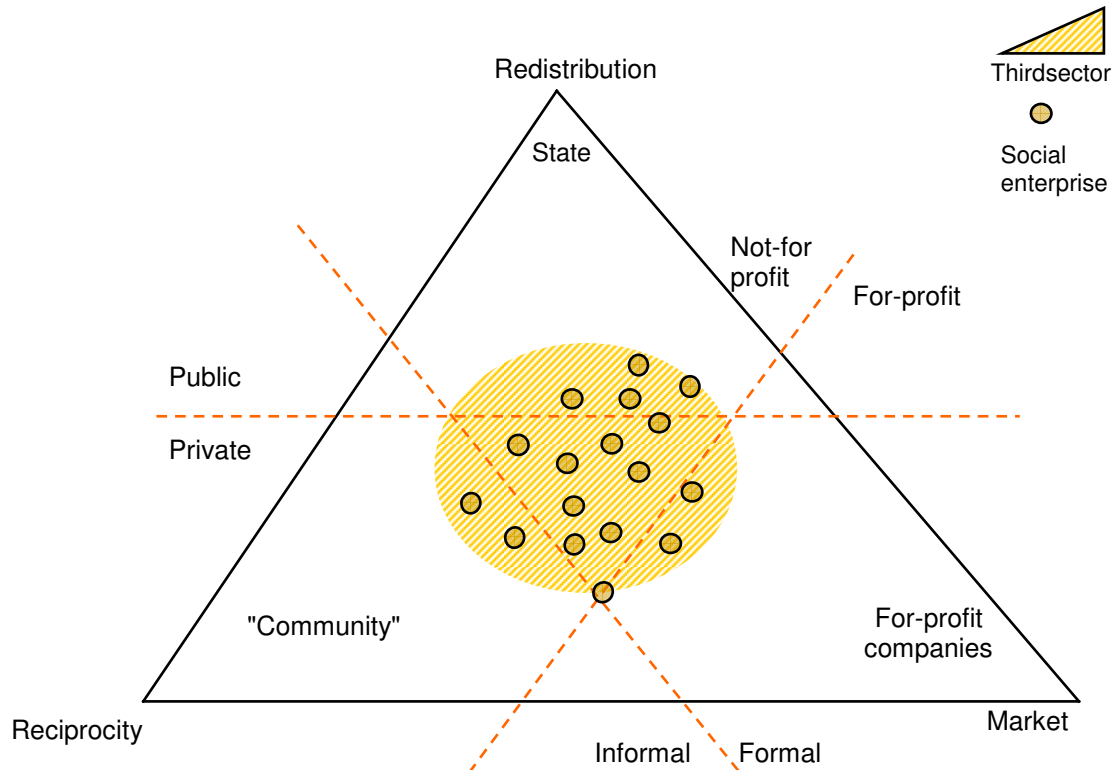 Thirdsector
Social
enterprise
Redistribution
State
Not-for
profit
For-profit
Public
Private
"Community"
For-profit
companies
Reciprocity
Market
Informal
Formal